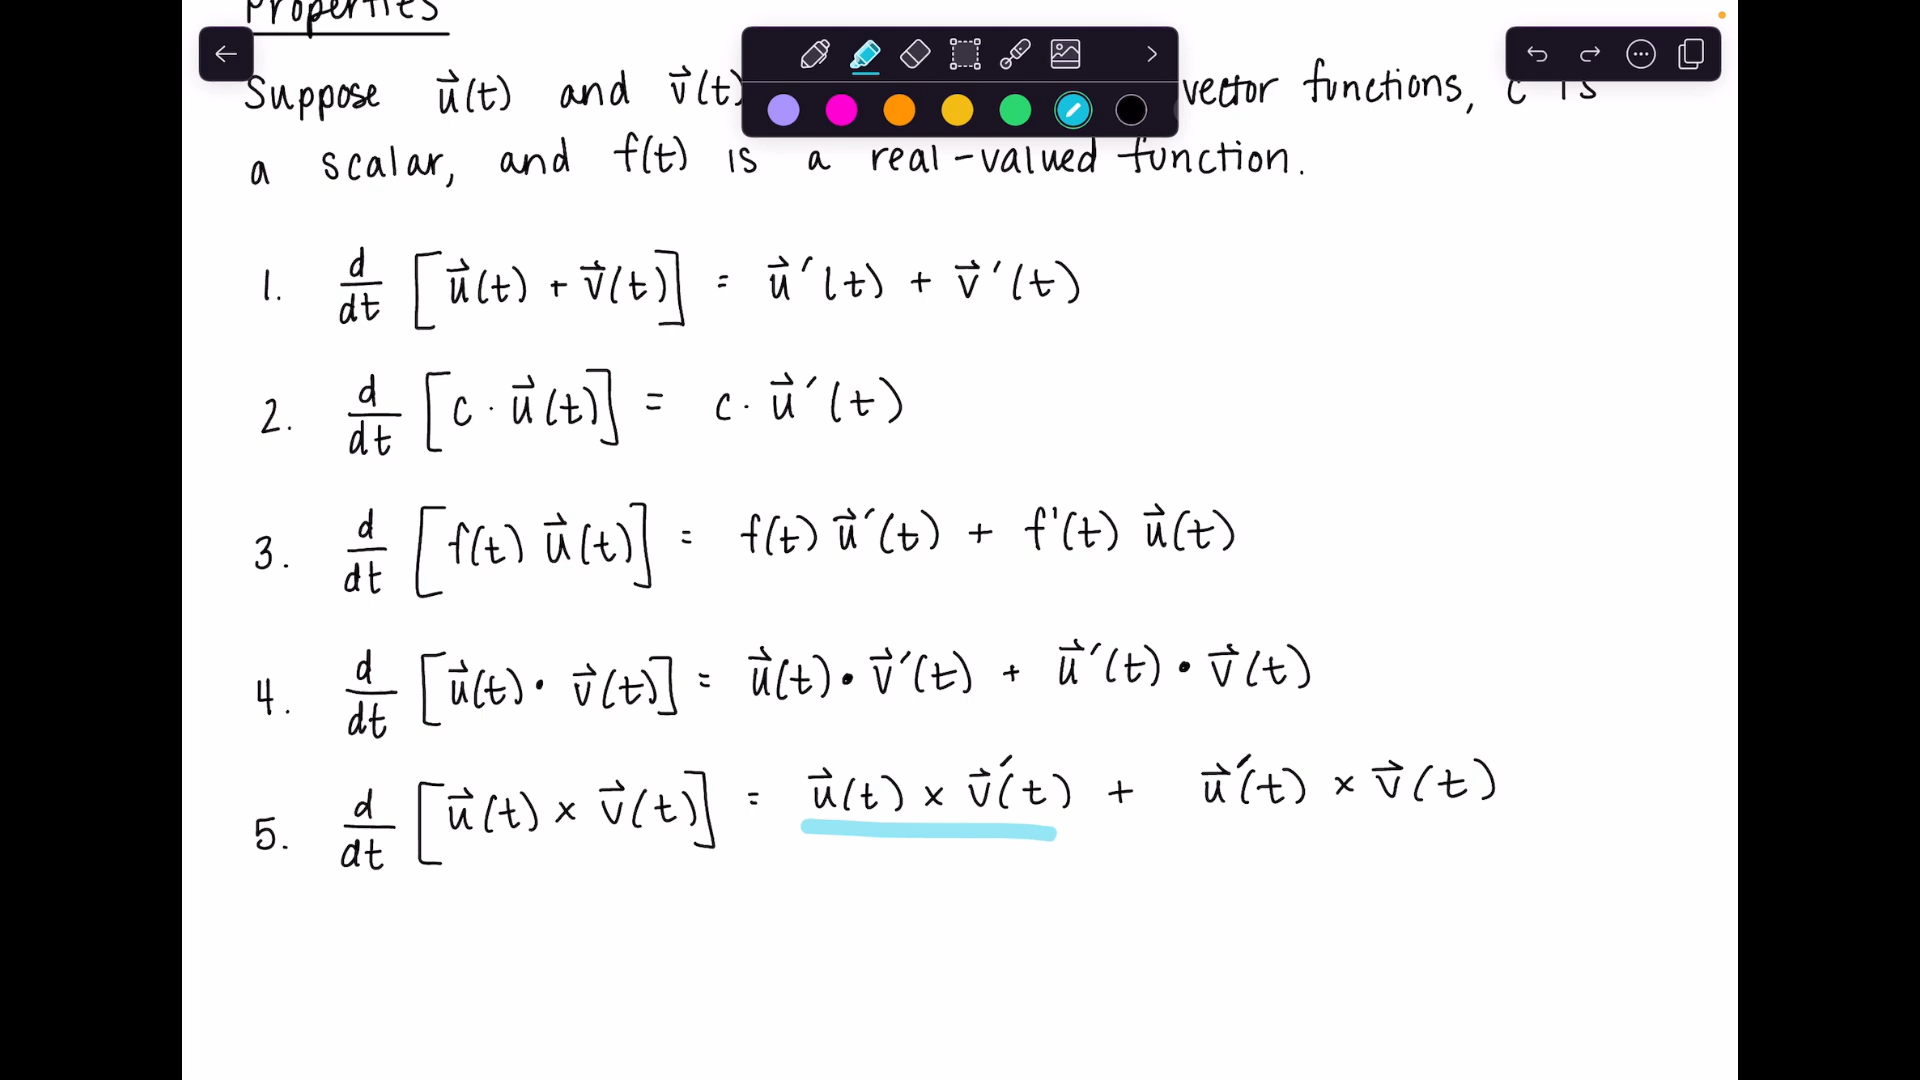 Properties
Suppose u⃗(t) and v⃗(t) vector functions, c is
a scalar, and f(t) is a real-valued function.
1. d/dt [u⃗(t) + v⃗(t)] = u⃗′(t) + v⃗′(t)
2. d/dt [c · u⃗(t)] = c · u⃗′(t)
3. d/dt [f(t) u⃗(t)] = f(t) u⃗′(t) + f'(t) u⃗(t)
4. d/dt [u⃗(t) · v⃗(t)] = u⃗(t) · v⃗′(t) + u⃗′(t) · v⃗(t)
5. d/dt [u⃗(t) × v⃗(t)] = u⃗(t) × v⃗′(t) + u⃗′(t) × v⃗(t)